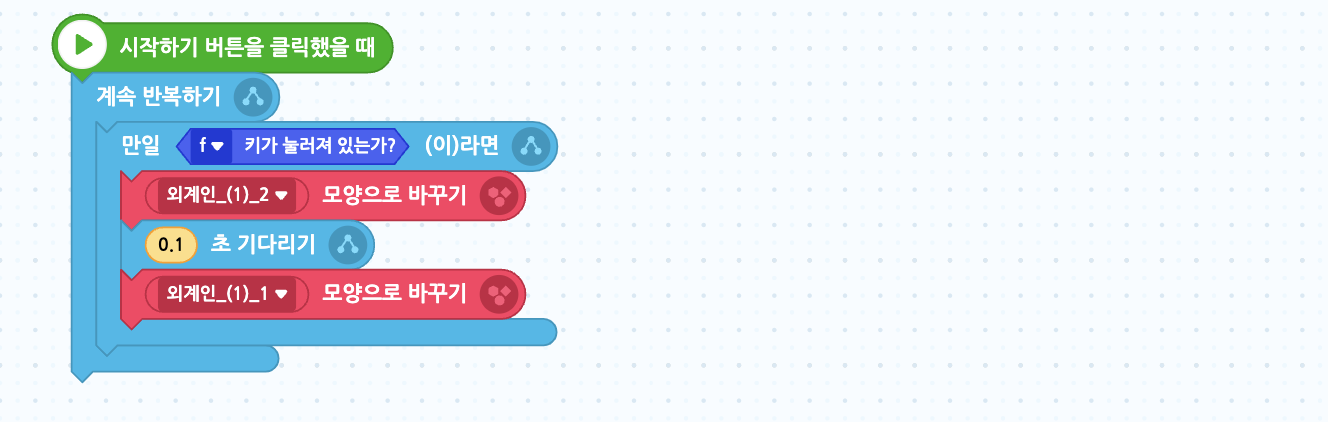 시작하기 버튼을 클릭했을 때
계속 반복하기
만일 f 키가 눌러져 있는가? (이)라면
외계인_(1)_2 모양으로 바꾸기
0.1 초 기다리기
외계인_(1)_1 모양으로 바꾸기